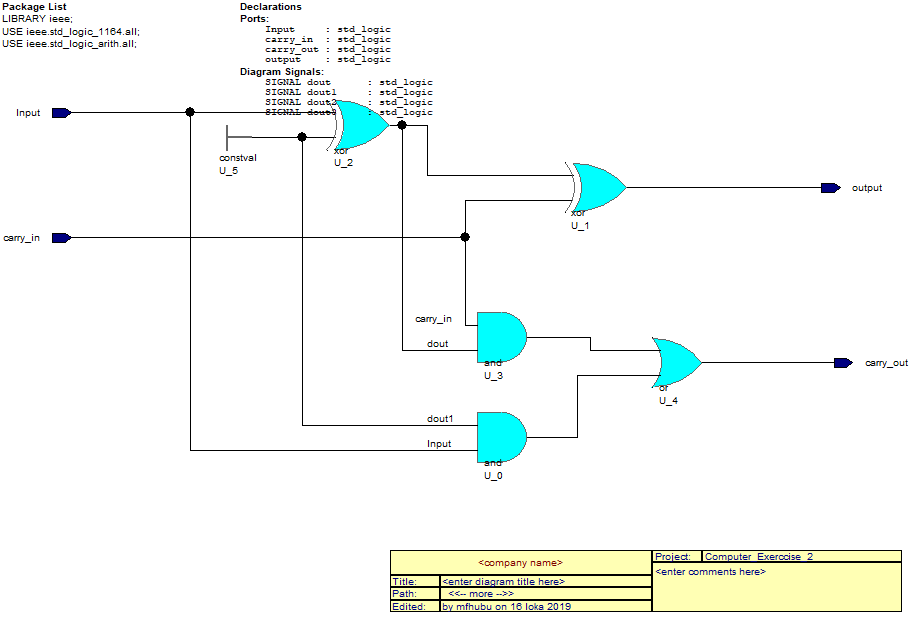 Package List
LIBRARY ieee;
USE ieee.std_logic_1164.all;
USE ieee.std_logic_arith.all;
Declarations
Ports:
Input : std_logic
carry_in : std_logic
carry_out : std_logic
output : std_logic
Diagram Signals:
SIGNAL dout : std_logic
SIGNAL dout1 : std_logic
SIGNAL dout2 : std_logic
SIGNAL : std_logic
Input
constval
U_5
xor
U_2
output
xor
U_1
carry_in
carry_in
dout
and
U_3
carry_out
or
U_4
dout1
Input
and
U_0
<company name>
Title: <enter diagram title here>
Path: <<-- more -->>
Edited: by mfhubu on 16 loka 2019
Project: Computer_Exerccise_2
<enter comments here>